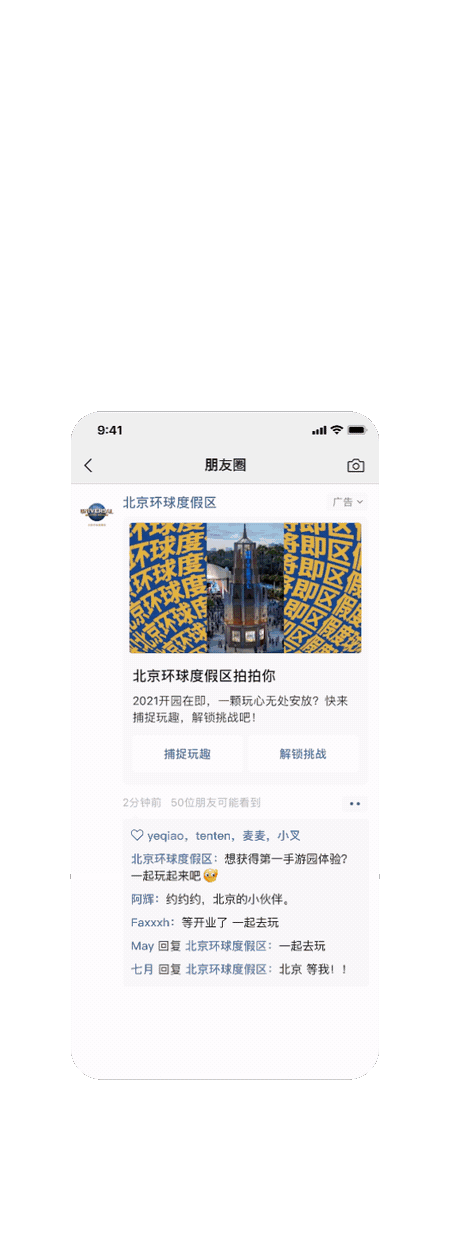 9:41
朋友圈
UNIVERSAL
北京环球度假区
广告
环球度
环球度
京环球度
北京环球度假区
将即区
将即区假
北京环球度假区拍拍你
2021开园在即，一颗玩心无处安放？快来
捕捉玩趣，解锁挑战吧！
捕捉玩趣
解锁挑战
2分钟前 50位朋友可能看到
yeqiao，tenten，麦麦，小叉
北京环球度假区：想获得第一手游园体验？
一起玩起来吧
阿辉：约约约，北京的小伙伴。
Faxxxh：等开业了 一起去玩
May 回复 北京环球度假区：一起去玩
七月 回复 北京环球度假区：北京 等我！！